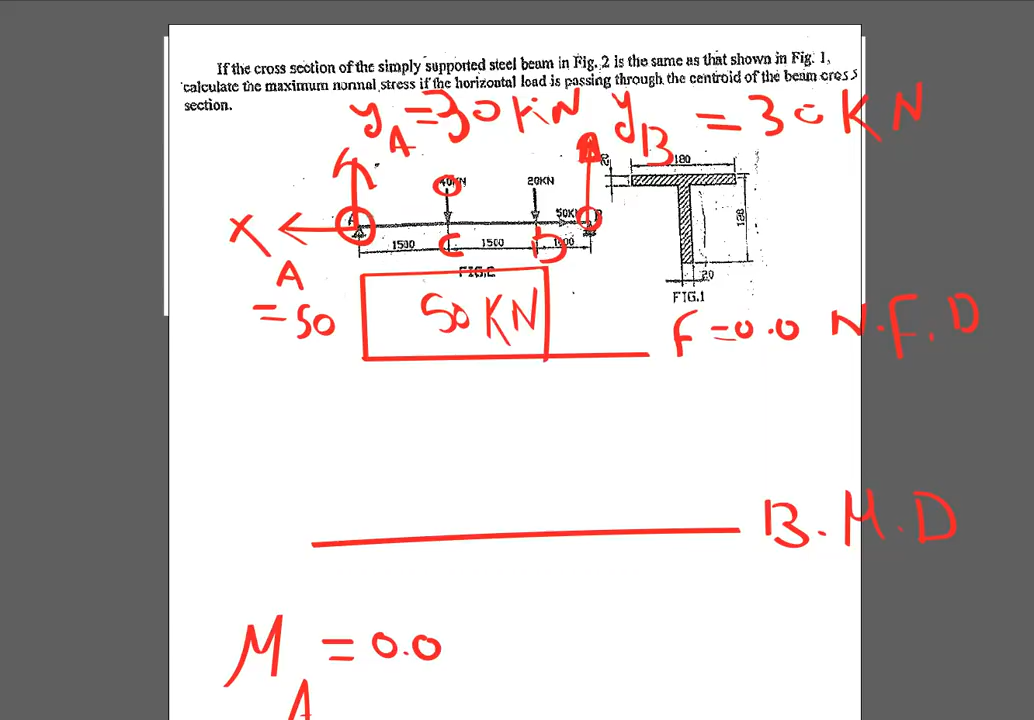 If the cross section of the simply supported steel beam in Fig. 2 is the same as that shown in Fig. 1,
calculate the maximum normal stress if the horizontal load is passing through the centroid of the beam cross
section.
yA = 30 KN yB = 30 KN
180
40KN 20KN
A 50KN
XA
= 50
C D
1500 1500 1000
FIG.2
20
FIG.1
50 KN
F = 0.0 N.F.D
B.M.D
MA = 0.0